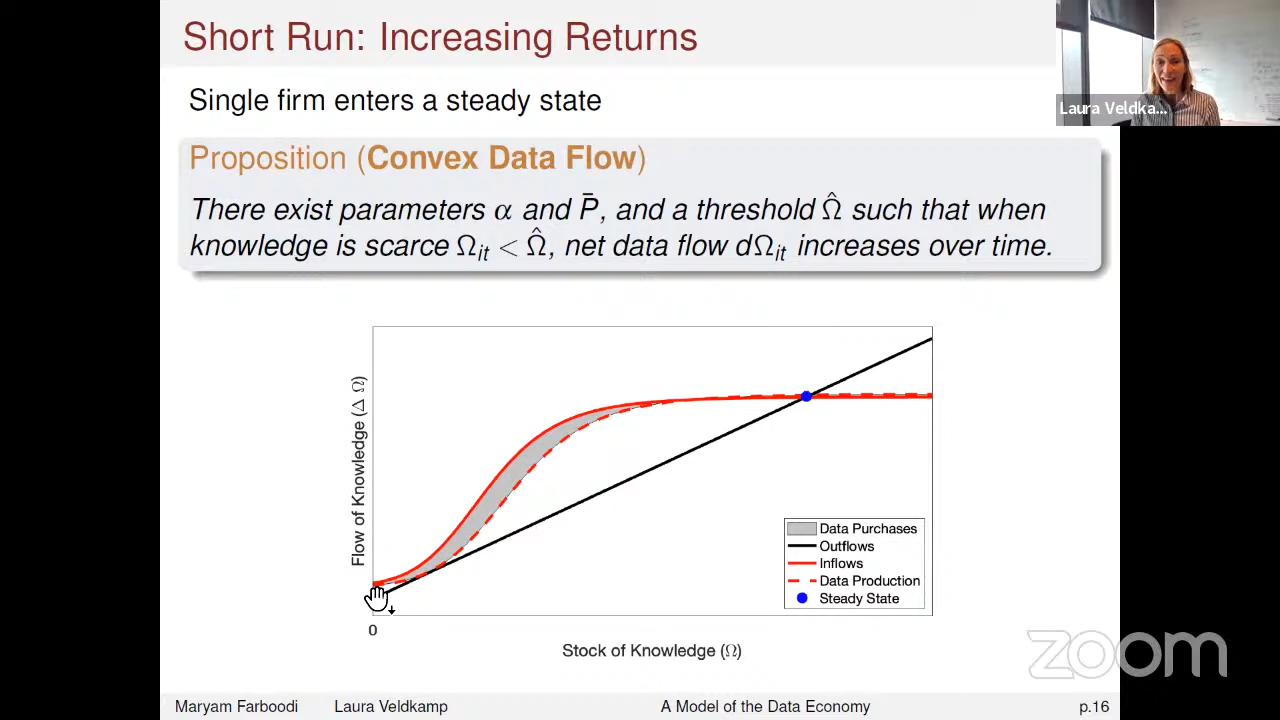 Short Run: Increasing Returns
Laura Veldka...
Single firm enters a steady state
Proposition (Convex Data Flow)
There exist parameters α and P̄, and a threshold Ω̂ such that when
knowledge is scarce Ωit < Ω̂, net data flow dΩit increases over time.
Flow of Knowledge (Δ Ω)
Data Purchases
Outflows
Inflows
Data Production
Steady State
0
Stock of Knowledge (Ω)
zoom
Maryam Farboodi Laura Veldkamp A Model of the Data Economy p.16